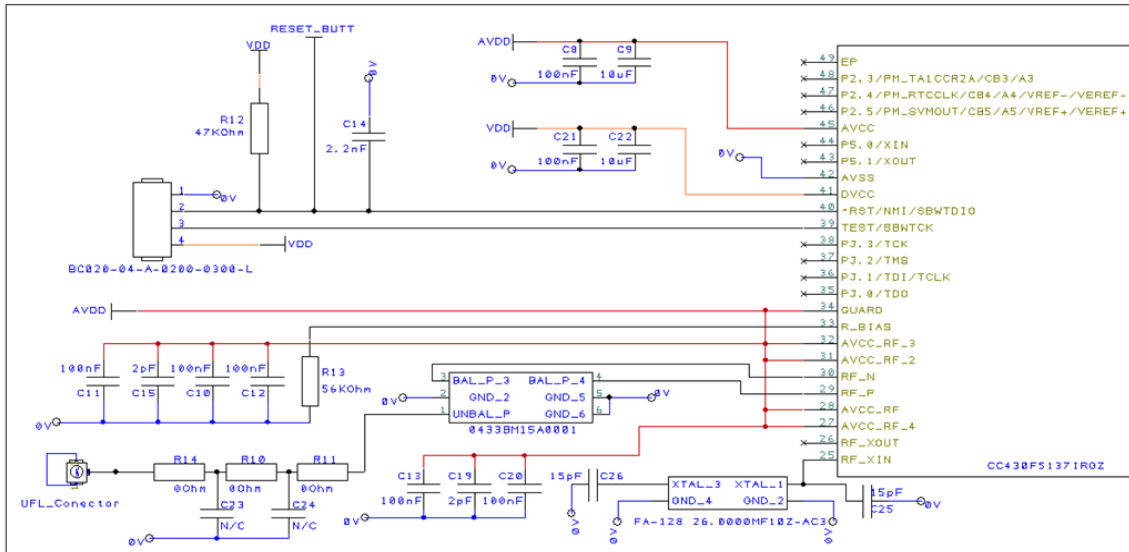 RESET_BUTT
VDD
R12
47KOhm
0V
C14
2.2nF
AVDD
C8
C9
0V
100nF
10uF
VDD
C21
C22
0V
100nF
10uF
0V
1
2
3
4
0V
VDD
BC020-04-A-0200-0300-L
49 EP
48 P2.3/PM_TA1CCR2A/CB3/A3
47 P2.4/PM_RTCCLK/CB4/A4/VREF-/VEREF-
46 P2.5/PM_SVMOUT/CB5/A5/VREF+/VEREF+
45 AVCC
44 P5.0/XIN
43 P5.1/XOUT
42 AVSS
41 DVCC
40 -RST/NMI/SBWTDIO
39 TEST/SBWTCK
38 PJ.3/TCK
37 PJ.2/TMS
36 PJ.1/TDI/TCLK
35 PJ.0/TDO
34 GUARD
33 R_BIAS
32 AVCC_RF_3
31 AVCC_RF_2
30 RF_N
29 RF_P
28 AVCC_RF
27 AVCC_RF_4
26 RF_XOUT
25 RF_XIN
CC430F5137IRGZ
AVDD
100nF
2pF
100nF
100nF
C11
C15
C10
C12
R13
56KOhm
0V
3 BAL_P_3 BAL_P_4 4
2 GND_2 GND_5 5
1 UNBAL_P GND_6 6
0V
0V
0433BM15A0001
UFL_Conector
R14
R10
R11
0Ohm
0Ohm
0Ohm
C23
N/C
C24
N/C
0V
C13
C19
C20
100nF
2pF
100nF
0V
15pF
C26
0V
XTAL_3 XTAL_1
GND_4 GND_2
FA-128 26.0000MF10Z-AC3
0V
0V
15pF
C25
0V